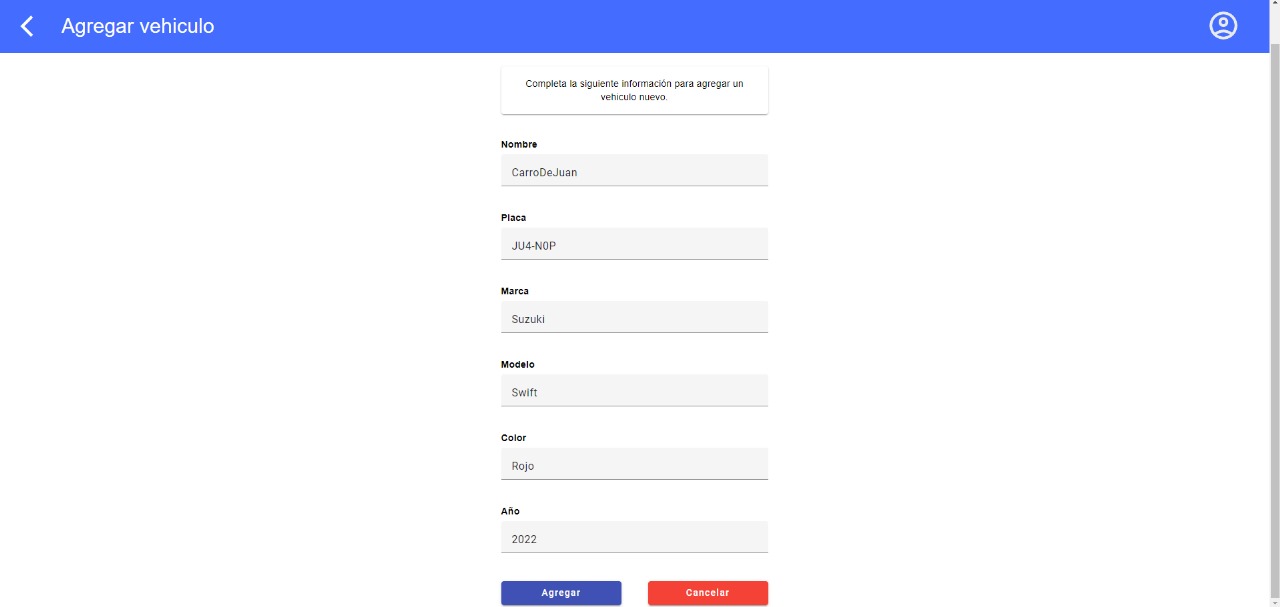 Agregar vehiculo
Completa la siguiente información para agregar un
vehiculo nuevo.
Nombre
CarroDeJuan
Placa
JU4-N0P
Marca
Suzuki
Modelo
Swift
Color
Rojo
Año
2022
Agregar
Cancelar